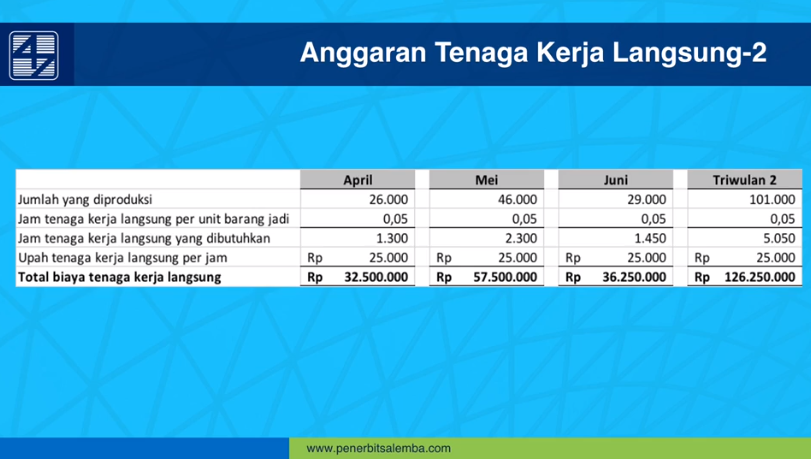 Anggaran Tenaga Kerja Langsung-2
April Mei Juni Triwulan 2
Jumlah yang diproduksi 26.000 46.000 29.000 101.000
Jam tenaga kerja langsung per unit barang jadi 0,05 0,05 0,05 0,05
Jam tenaga kerja langsung yang dibutuhkan 1.300 2.300 1.450 5.050
Upah tenaga kerja langsung per jam Rp 25.000 Rp 25.000 Rp 25.000 Rp 25.000
Total biaya tenaga kerja langsung Rp 32.500.000 Rp 57.500.000 Rp 36.250.000 Rp 126.250.000
www.penerbitsalemba.com